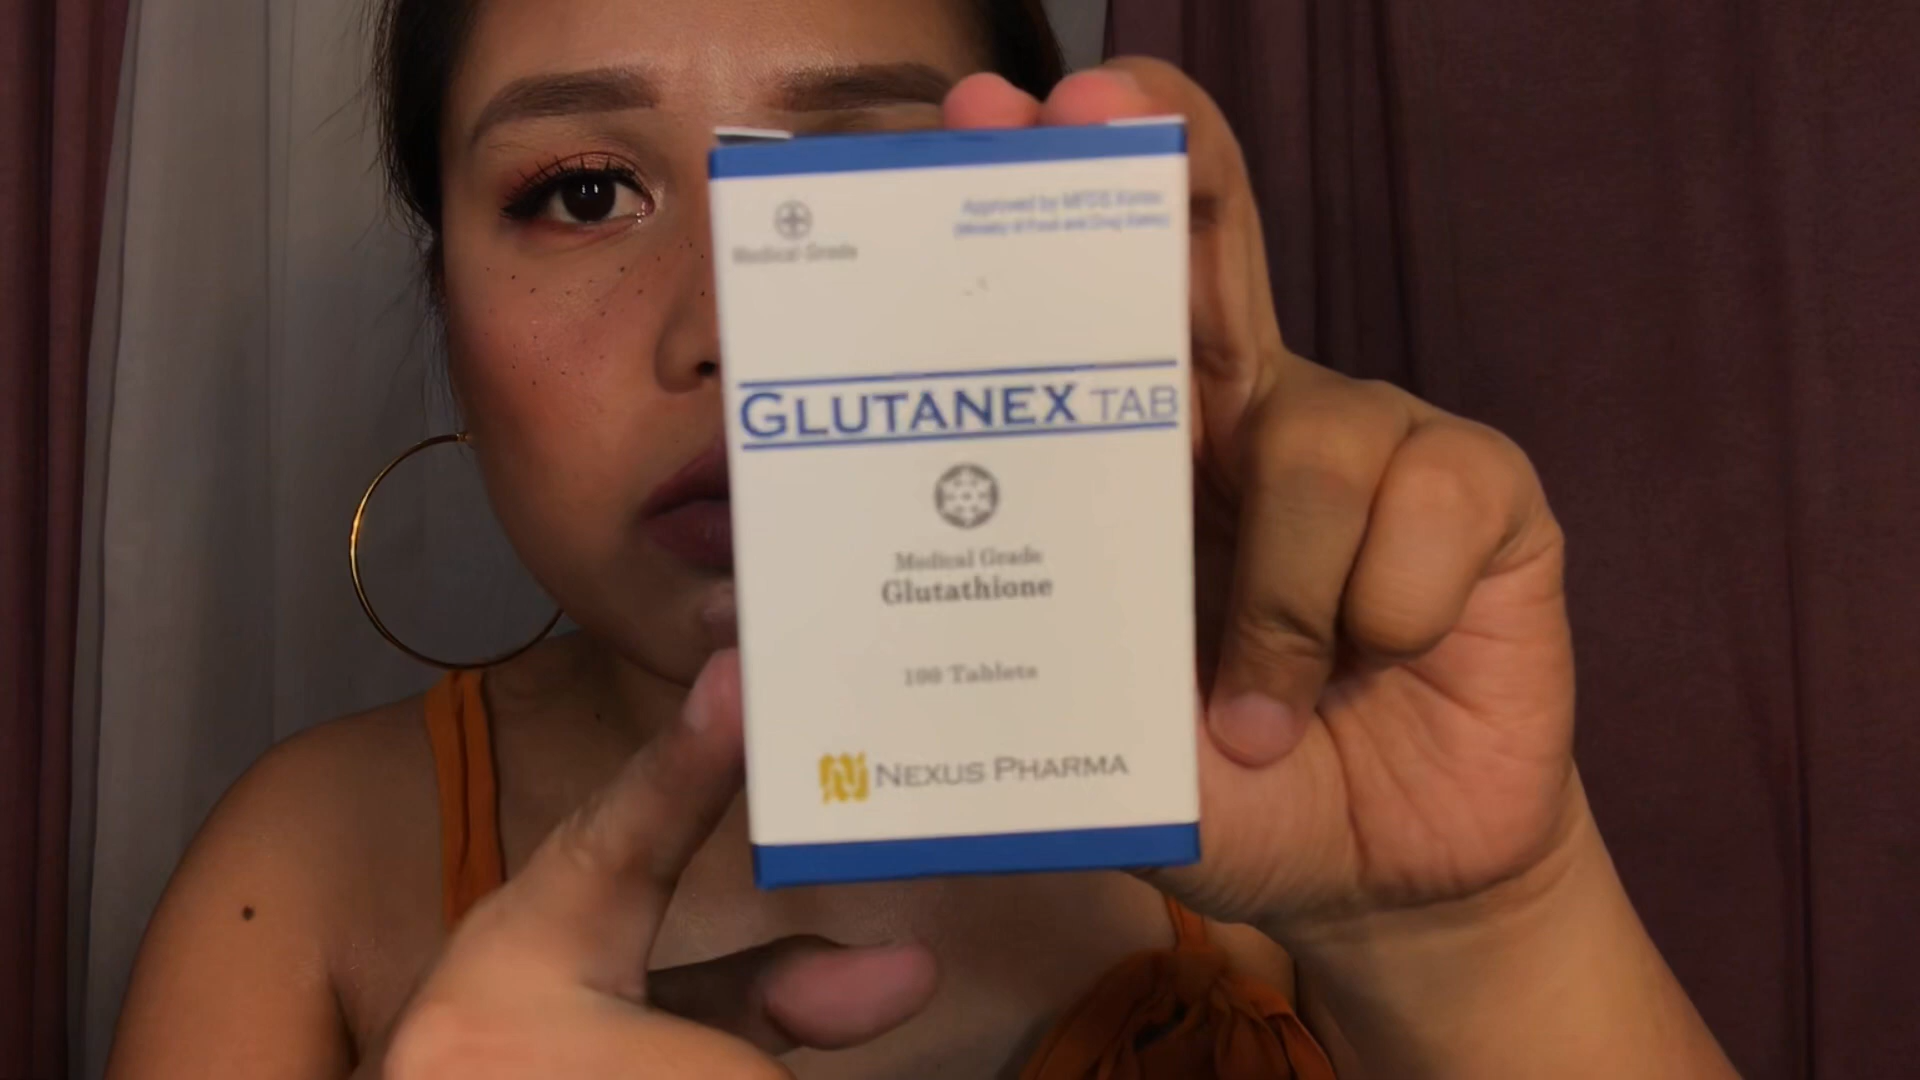 Medical Grade
Approved by MFDS Korea
(Ministry of Food and Drug Safety)
GLUTANEX TAB
Medical Grade
Glutathione
100 Tablets
NEXUS PHARMA